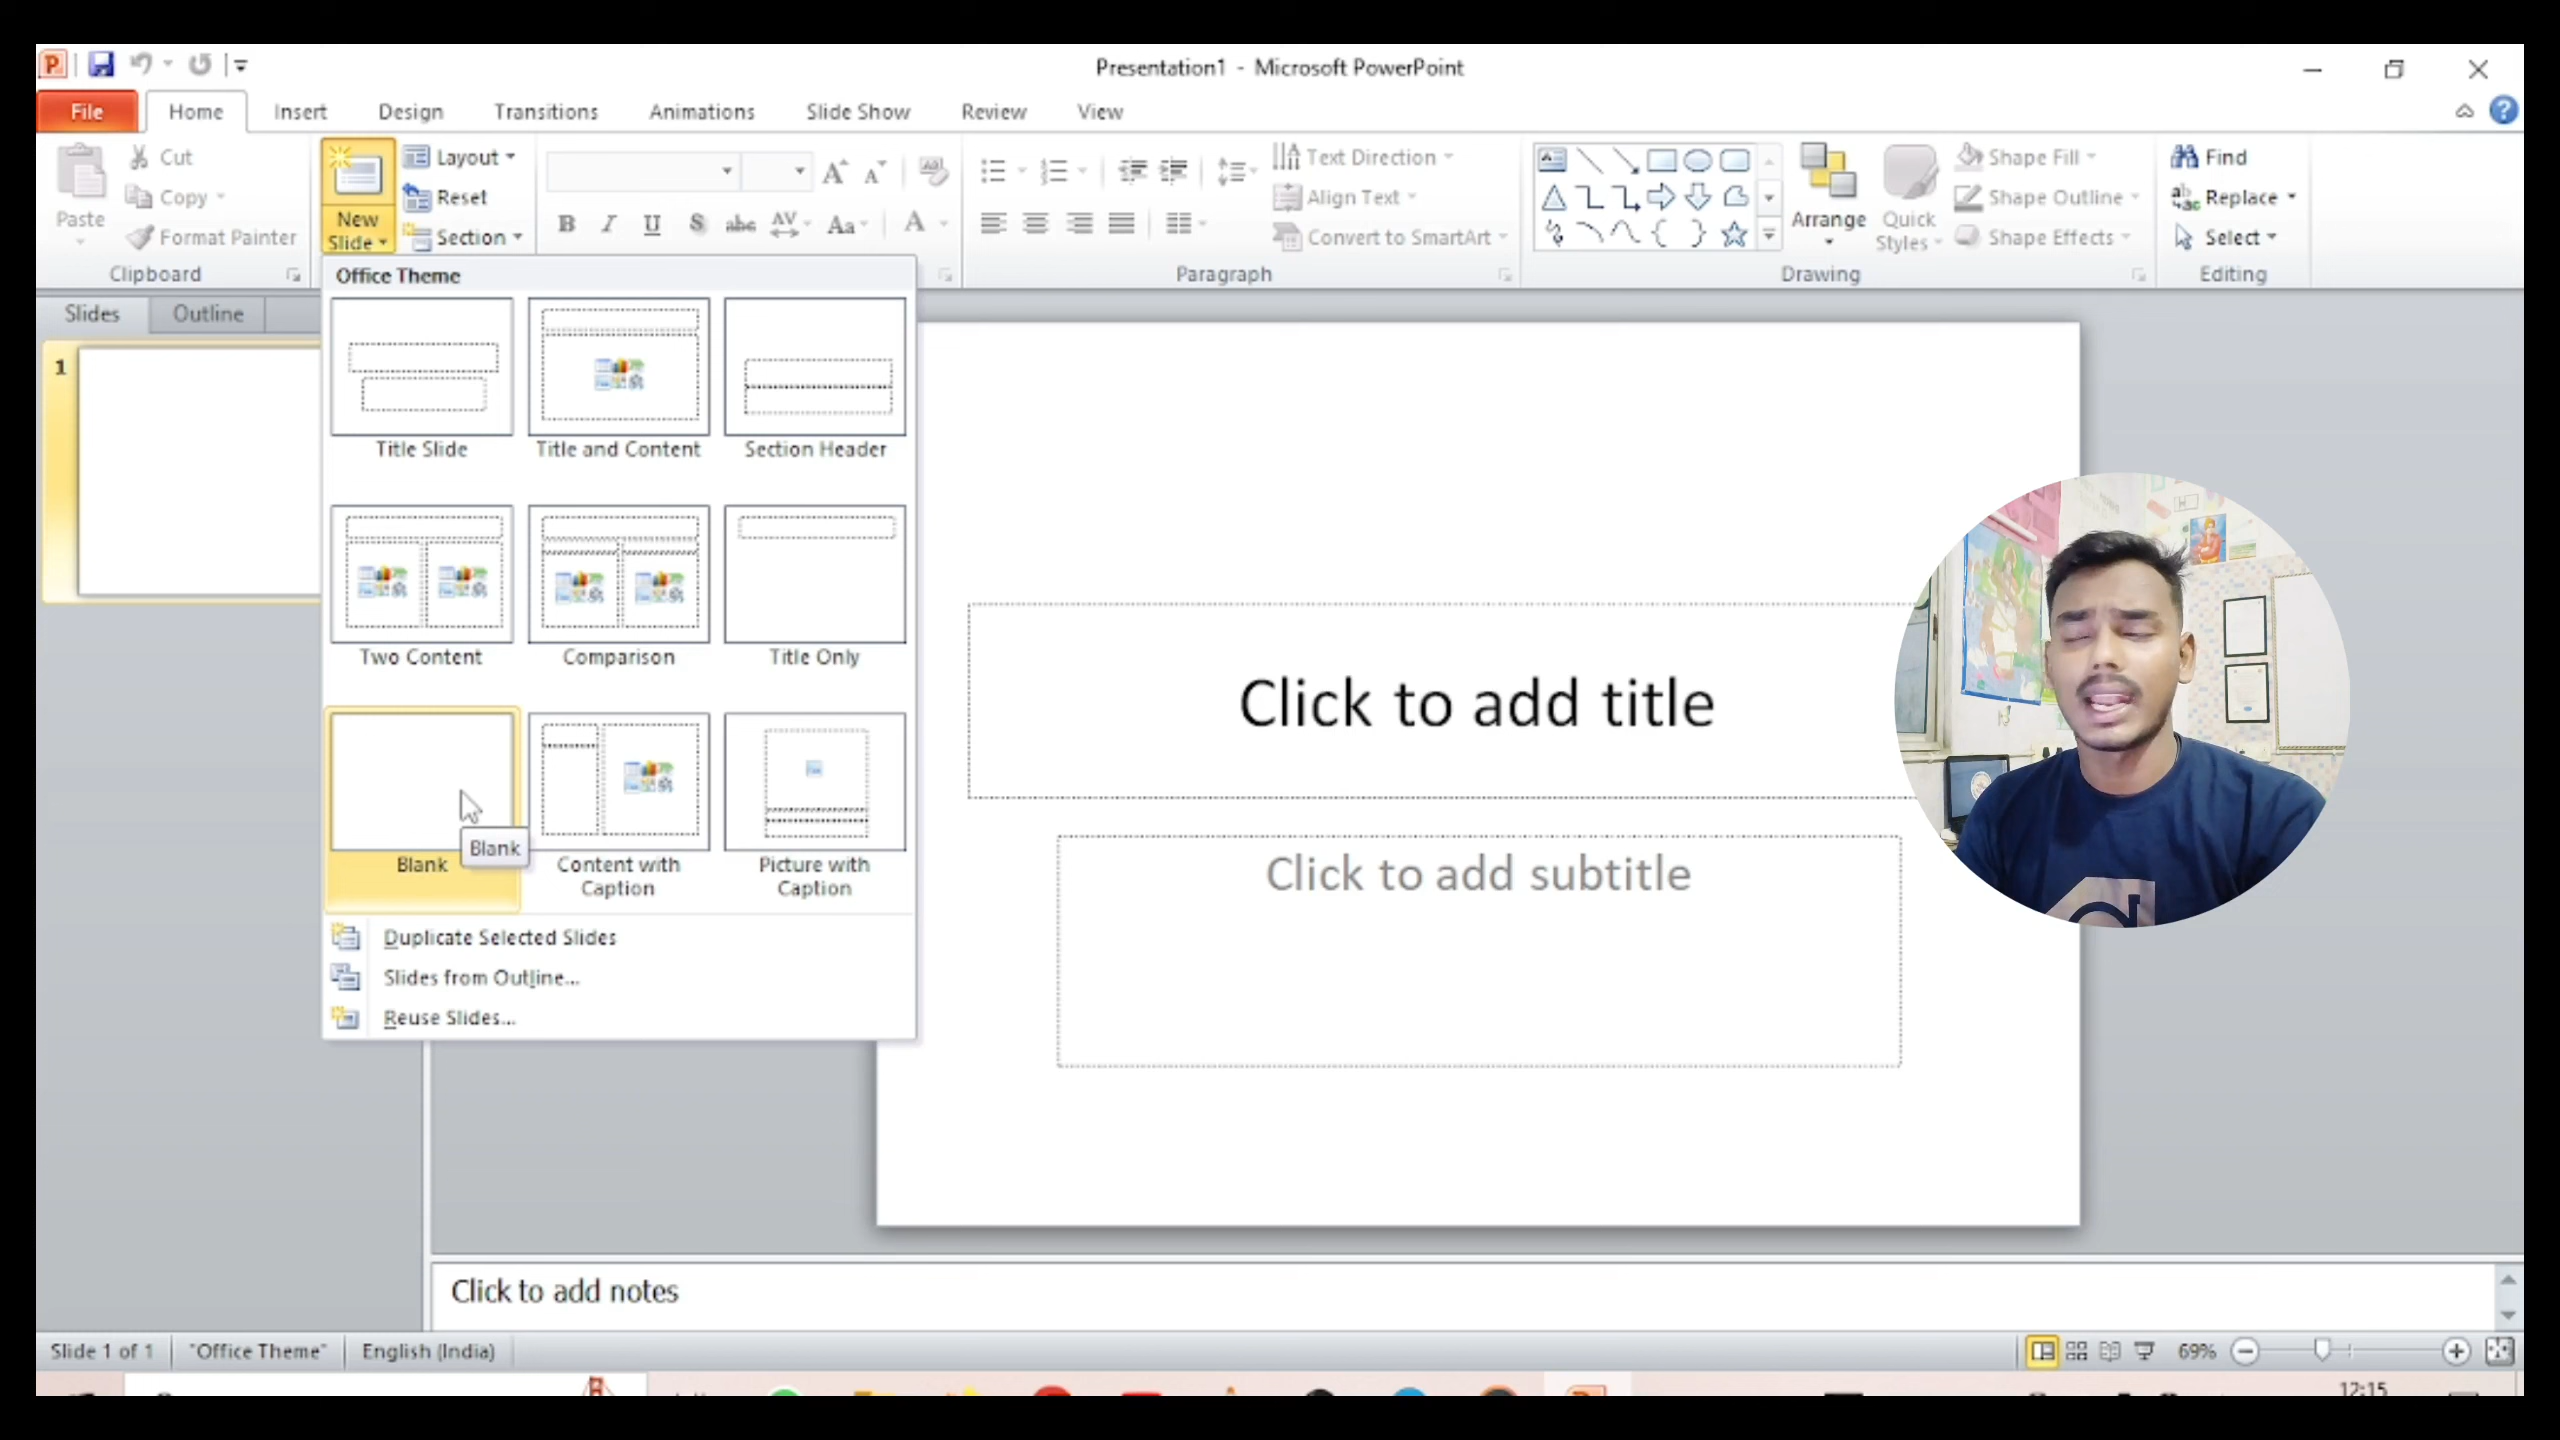 Presentation1 - Microsoft PowerPoint
File Home Insert Design Transitions Animations Slide Show Review View
Paste
Cut
Copy
Format Painter
Clipboard
New
Slide
Layout
Reset
Section
Text Direction
Align Text
Convert to SmartArt
Paragraph
Arrange
Quick
Styles
Shape Fill
Shape Outline
Shape Effects
Drawing
Find
Replace
Select
Editing
Slides Outline
1
Office Theme
Title Slide Title and Content Section Header
Two Content Comparison Title Only
Blank
Blank
Content with
Caption
Picture with
Caption
Duplicate Selected Slides
Slides from Outline...
Reuse Slides...
Click to add title
Click to add subtitle
Click to add notes
Slide 1 of 1 "Office Theme" English (India) 69%
12:15